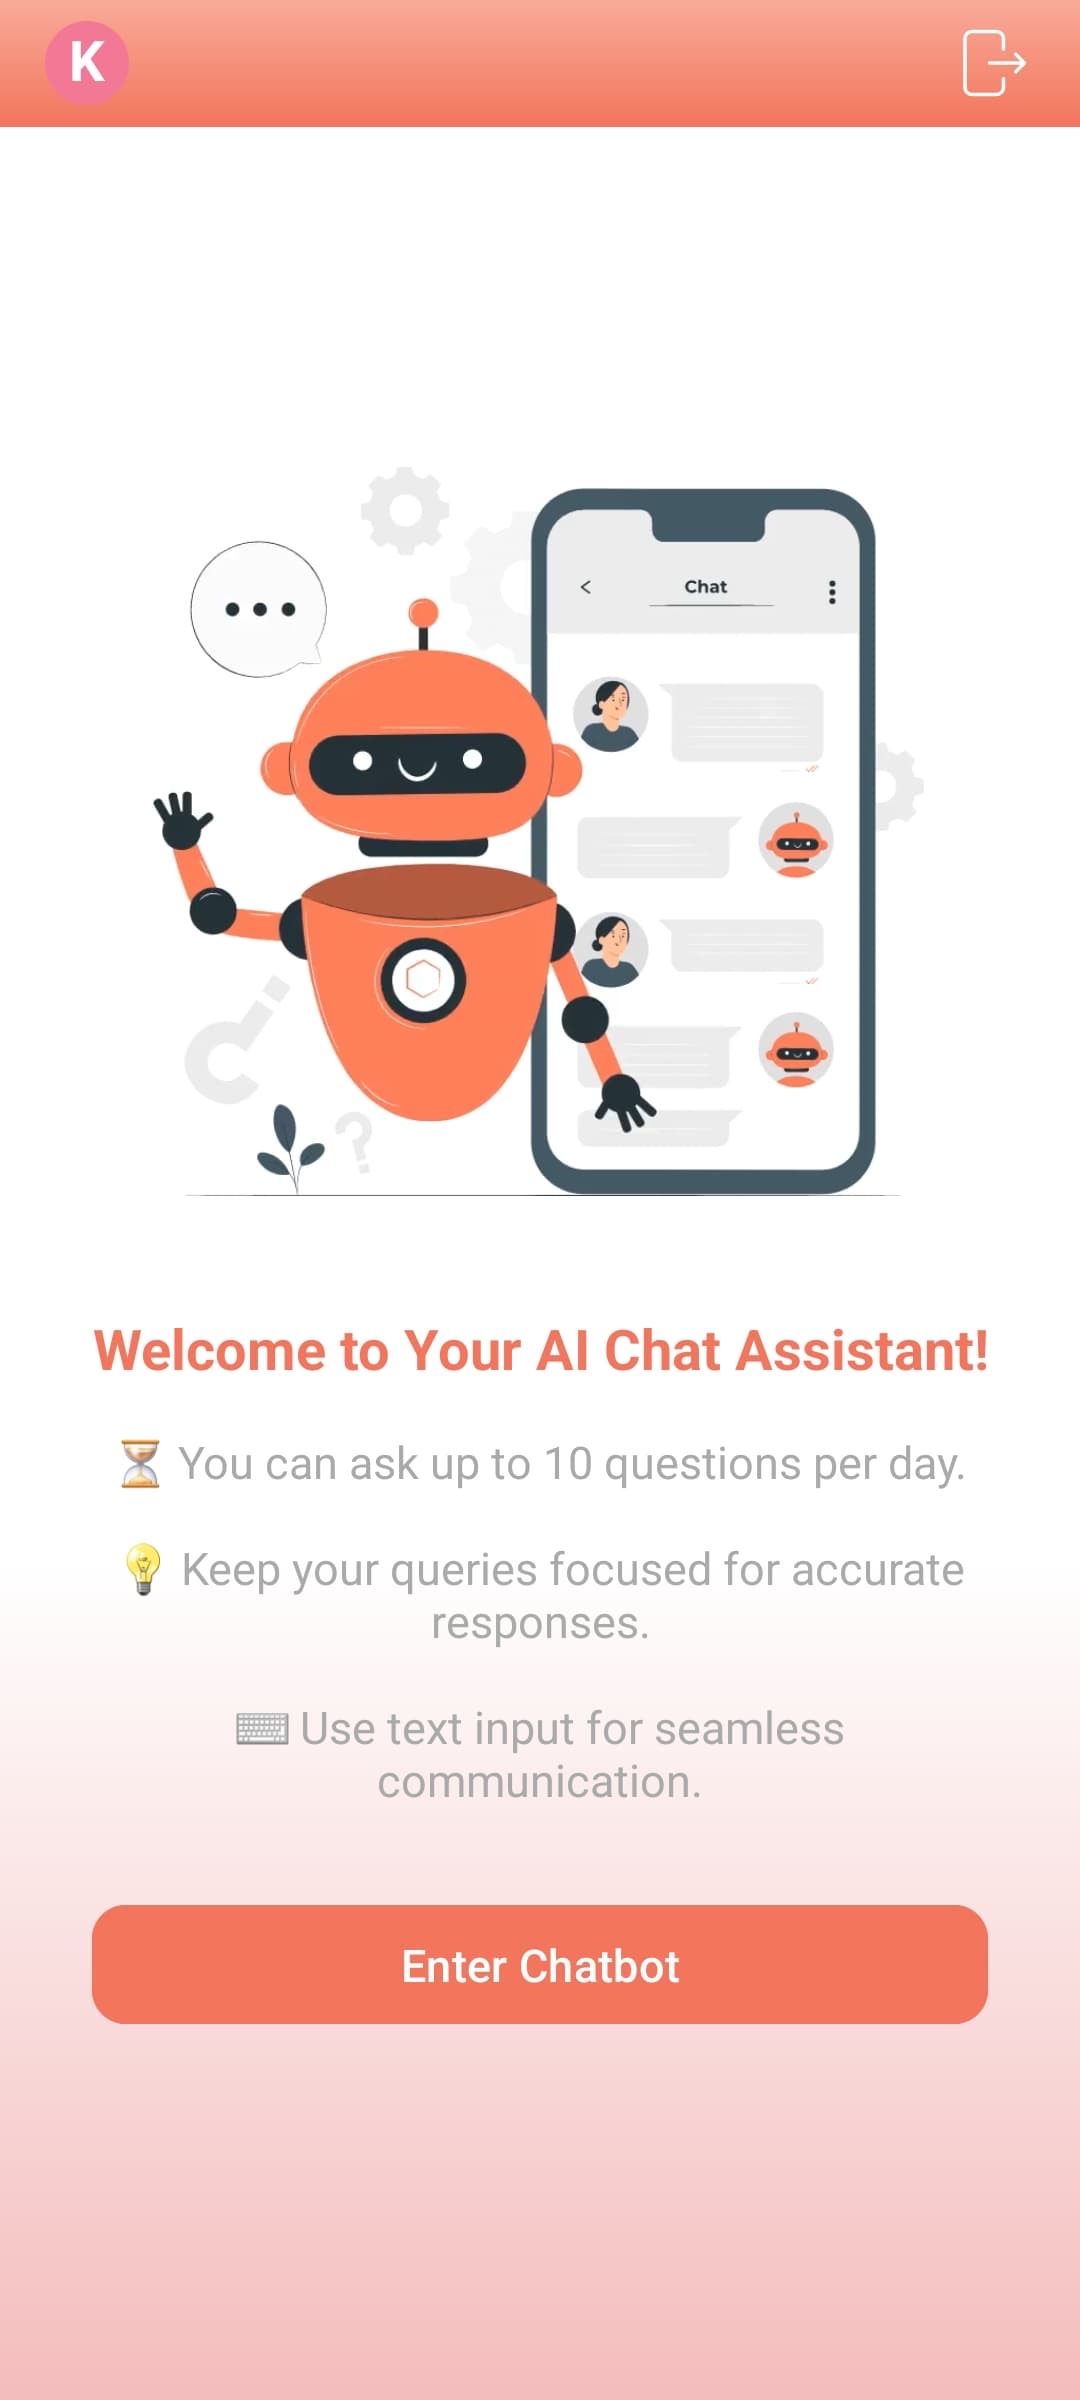 K
Chat
Welcome to Your AI Chat Assistant!
⏳ You can ask up to 10 questions per day.
💡 Keep your queries focused for accurate
responses.
⌨️ Use text input for seamless
communication.
Enter Chatbot